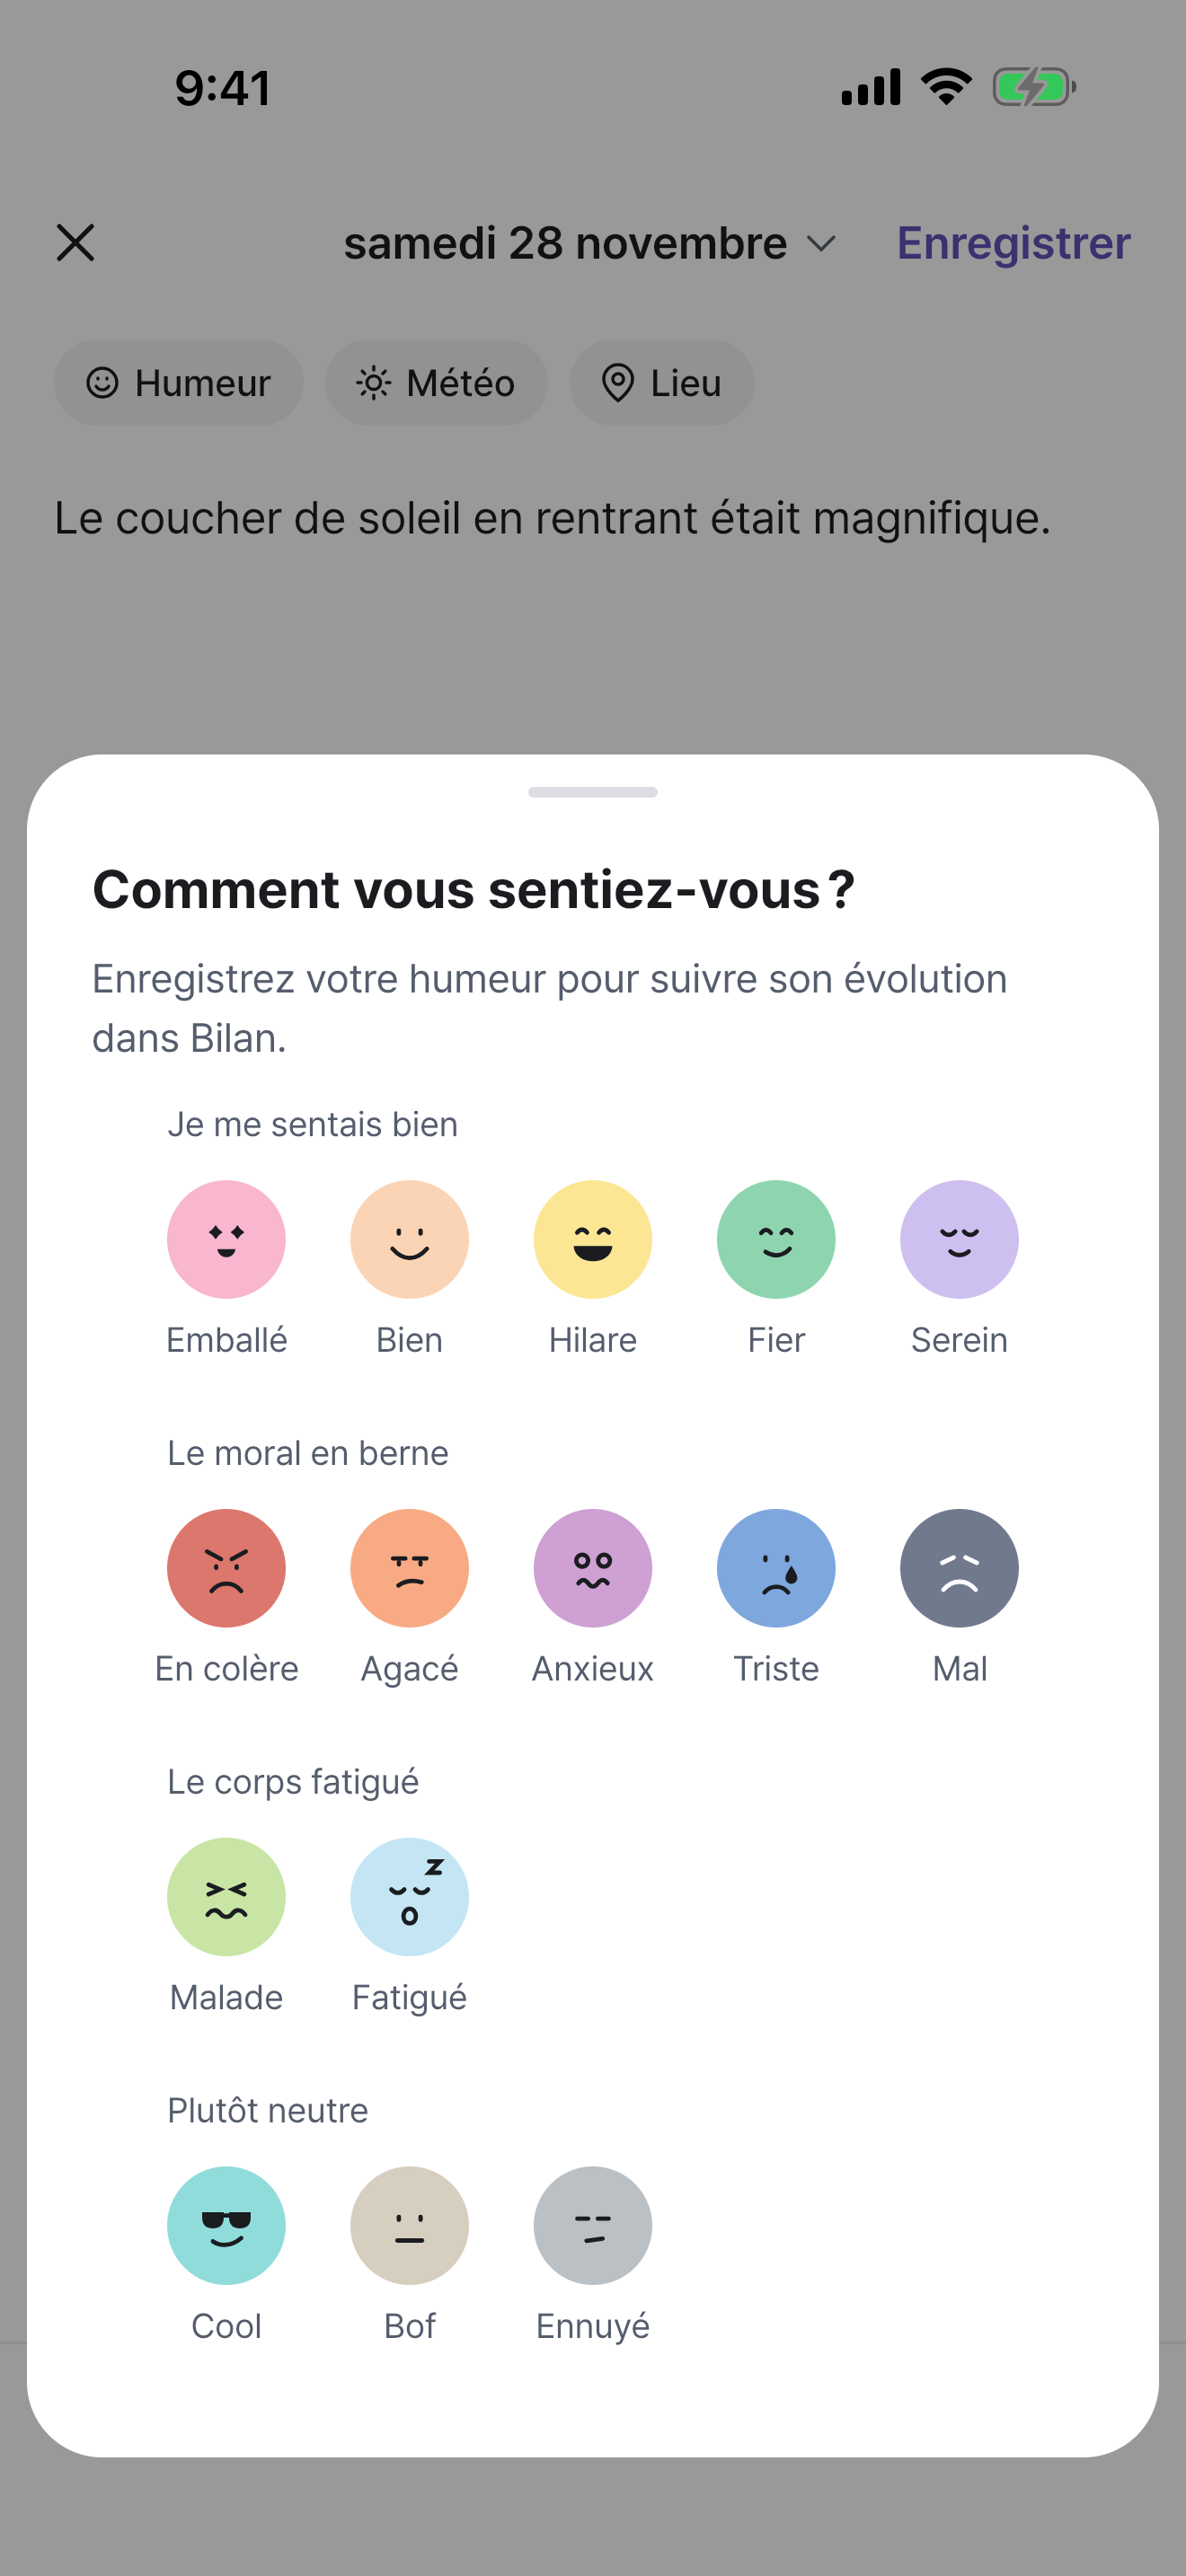 9:41
samedi 28 novembre
Enregistrer
Humeur
Météo
Lieu
Le coucher de soleil en rentrant était magnifique.
Comment vous sentiez-vous ?
Enregistrez votre humeur pour suivre son évolution
dans Bilan.
Je me sentais bien
Emballé
Bien
Hilare
Fier
Serein
Le moral en berne
En colère
Agacé
Anxieux
Triste
Mal
Le corps fatigué
Malade
Fatigué
Plutôt neutre
Cool
Bof
Ennuyé